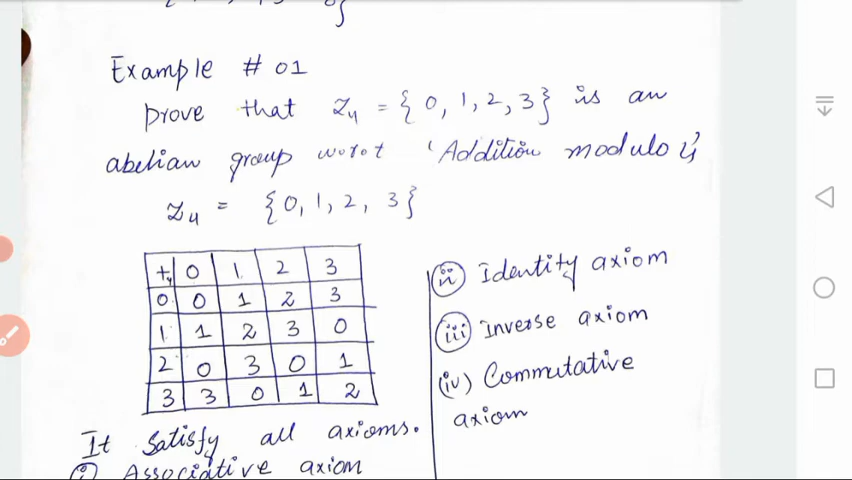 Example # 01
prove that Z₄ = {0, 1, 2, 3} is an
abelian group w.r.t 'Addition modulo 4'
Z₄ = {0, 1, 2, 3}
+₄ 0 1 2 3
0 0 1 2 3
1 1 2 3 0
2 0 3 0 1
3 3 0 1 2
It satisfy all axioms.
(i) Associative axiom
(ii) Identity axiom
(iii) Inverse axiom
(iv) Commutative
axiom